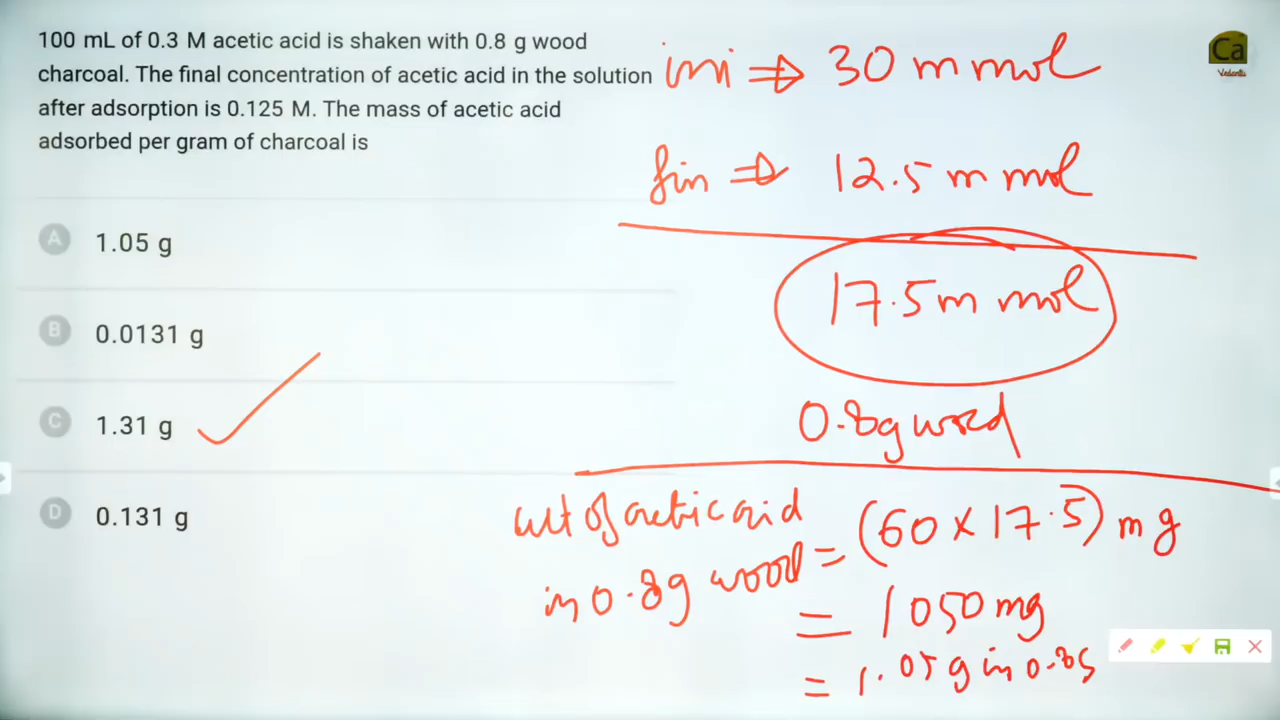 100 mL of 0.3 M acetic acid is shaken with 0.8 g wood
charcoal. The final concentration of acetic acid in the solution
after adsorption is 0.125 M. The mass of acetic acid
adsorbed per gram of charcoal is
A 1.05 g
B 0.0131 g
C 1.31 g
D 0.131 g
ini ⇒ 30 m mol
fin ⇒ 12.5 m mol
17.5 m mol
0.8g wood
wt of acetic acid
in 0.8g wood = (60 × 17.5) mg
= 1050 mg
= 1.05 g in 0.8g
Ca
Vedantu